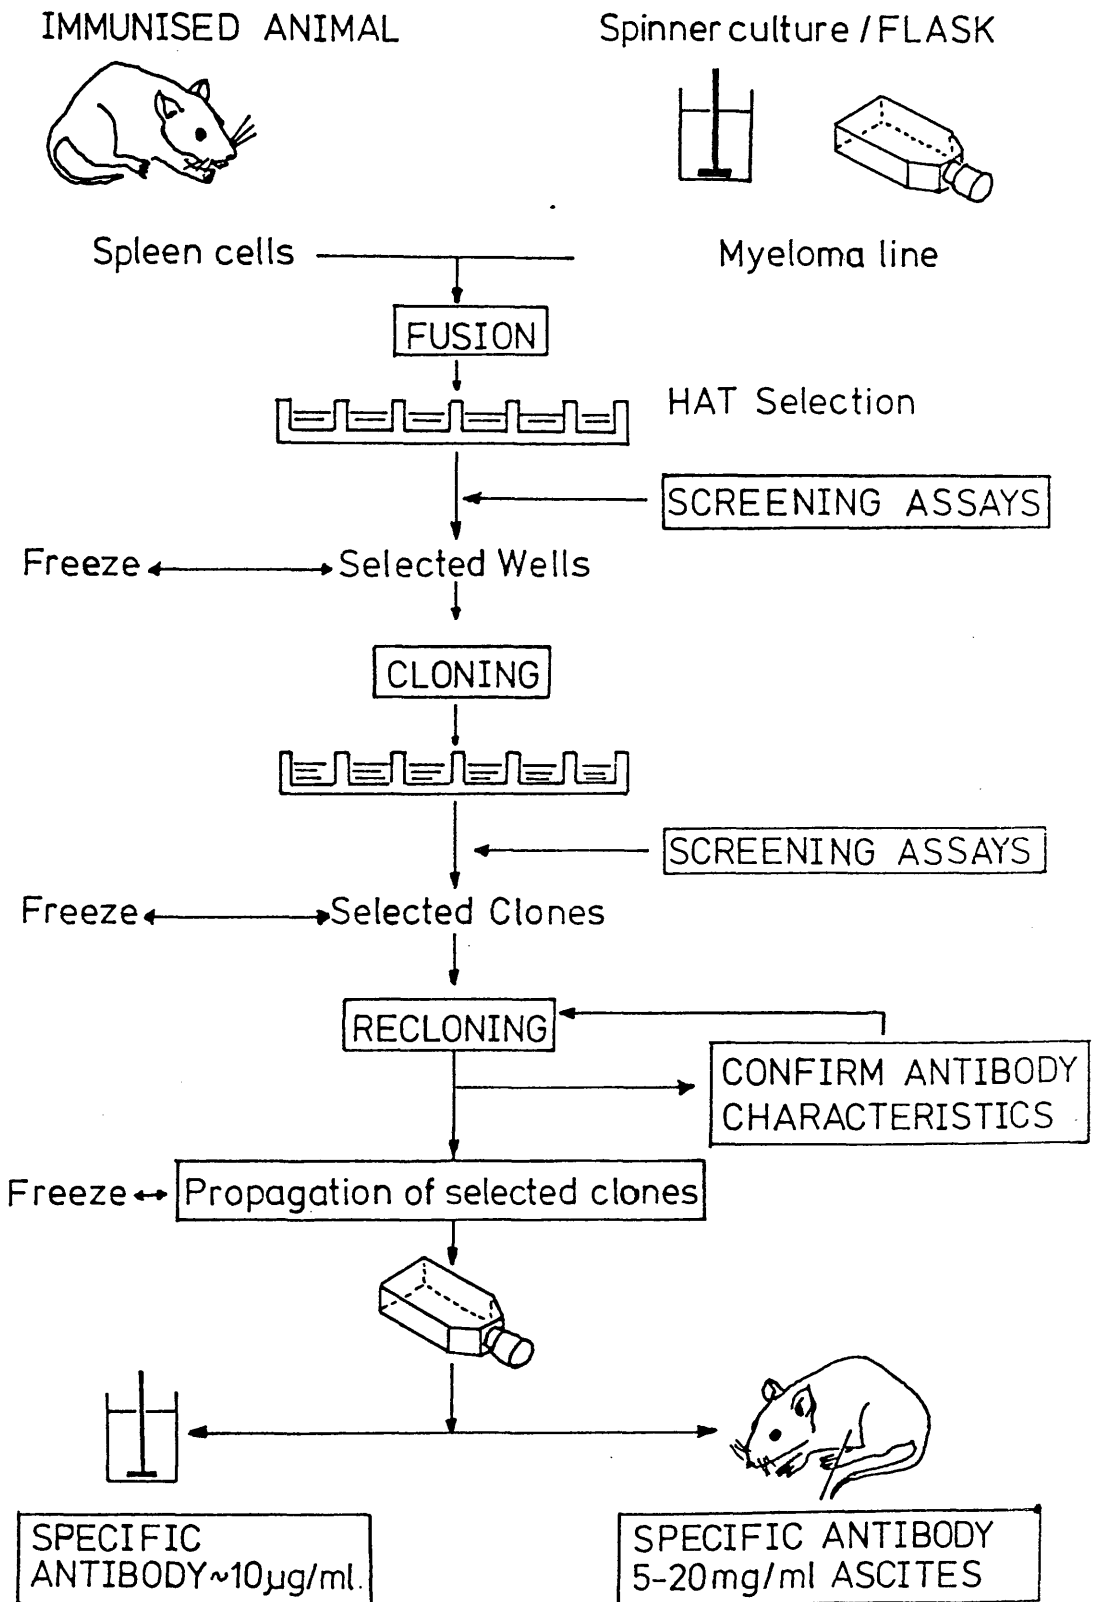 IMMUNISED ANIMAL
Spinner culture / FLASK
Spleen cells
Myeloma line
FUSION
HAT Selection
SCREENING ASSAYS
Freeze
Selected Wells
CLONING
SCREENING ASSAYS
Freeze
Selected Clones
RECLONING
CONFIRM ANTIBODY
CHARACTERISTICS
Freeze
Propagation of selected clones
SPECIFIC
ANTIBODY~10µg/ml.
SPECIFIC ANTIBODY
5-20mg/ml ASCITES